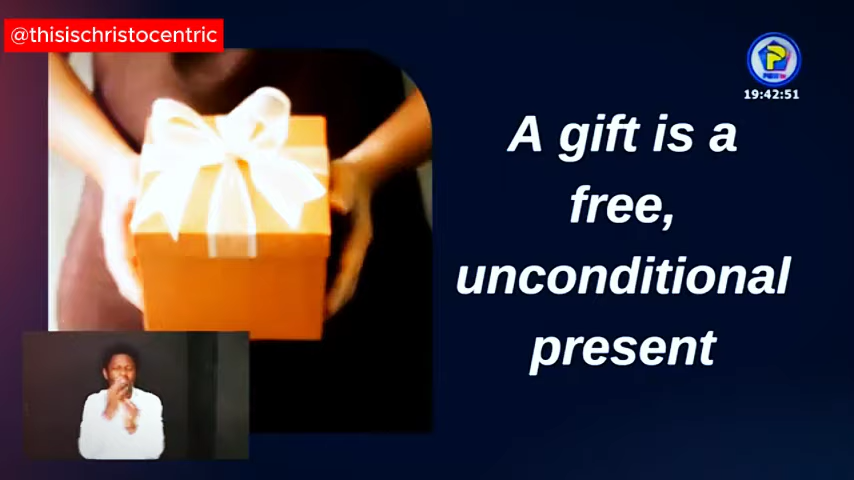 @thisischristocentric
P
19:42:51
A gift is a
free,
unconditional
present